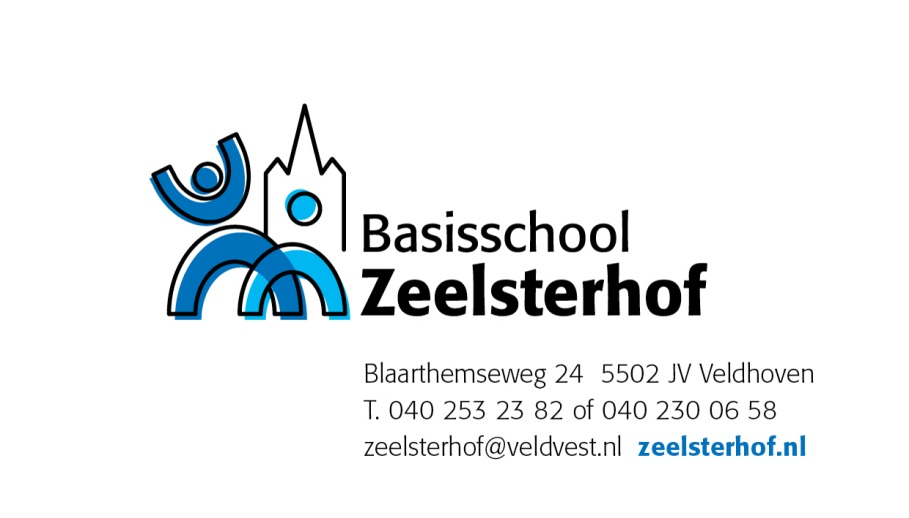 Basisschool
Zeelsterhof
Blaarthemseweg 24 5502 JV Veldhoven
T. 040 253 23 82 of 040 230 06 58
zeelsterhof@veldvest.nl zeelsterhof.nl